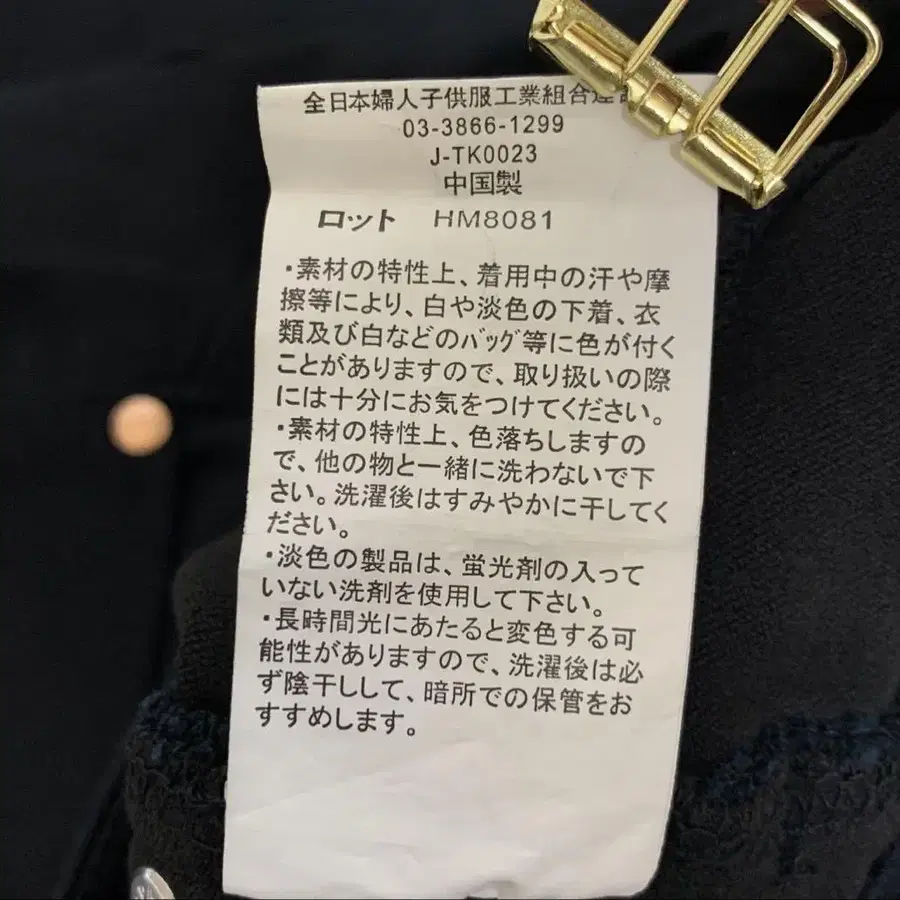 全日本婦人子供服工業組合連
03-3866-1299
J-TK0023
中国製
ロット HM8081
・素材の特性上、着用中の汗や摩
擦等により、白や淡色の下着、衣
類及び白などのバッグ等に色が付く
ことがありますので、取り扱いの際
には十分にお気をつけてください。
・素材の特性上、色落ちしますの
で、他の物と一緒に洗わないで下
さい。洗濯後はすみやかに干してく
ださい。
・淡色の製品は、蛍光剤の入って
いない洗剤を使用して下さい。
・長時間光にあたると変色する可
能性がありますので、洗濯後は必
ず陰干しして、暗所での保管をお
すすめします。